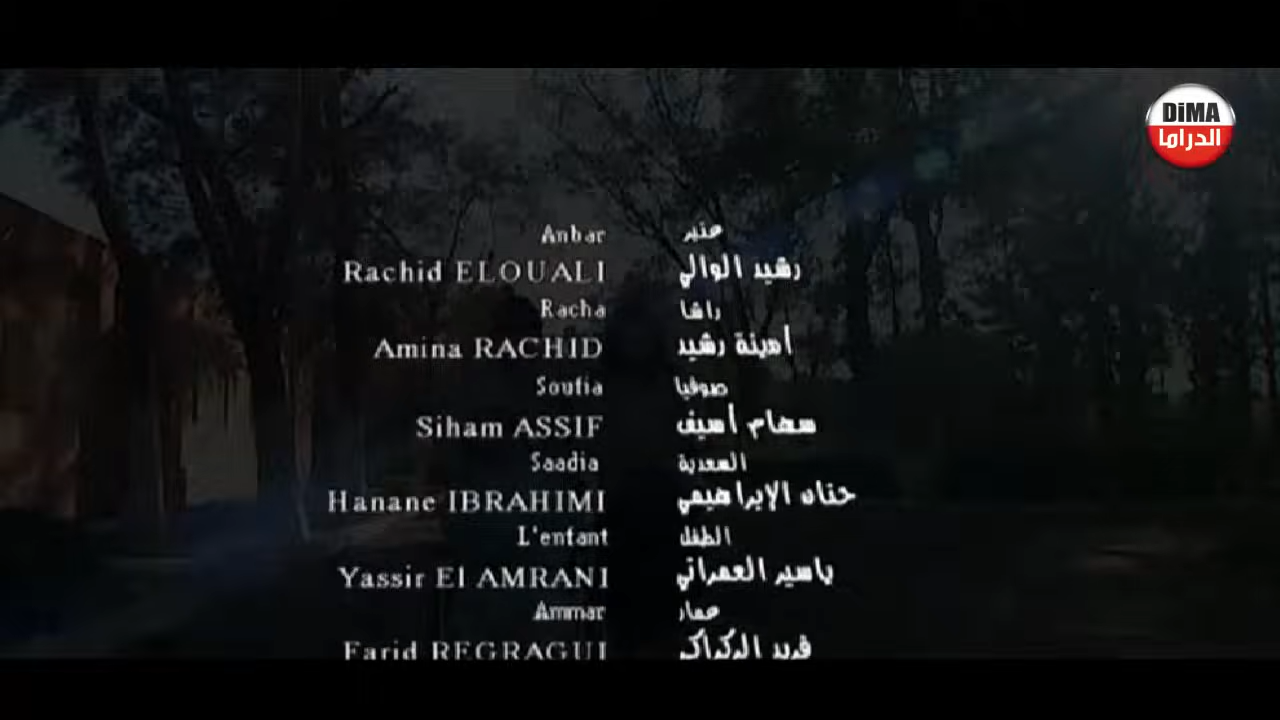 DiMA
الدراما
Anbar عنبر
Rachid ELOUALI رشيد الوالي
Racha راشا
Amina RACHID أمينة رشيد
Soufia صوفيا
Siham ASSIF سهام أسيف
Saadia السعدية
Hanane IBRAHIMI حنان الإبراهيمي
L'enfant الطفل
Yassir El AMRANI ياسير العمراني
Ammar عمار
Farid REGRAGUI فريد الركراكي